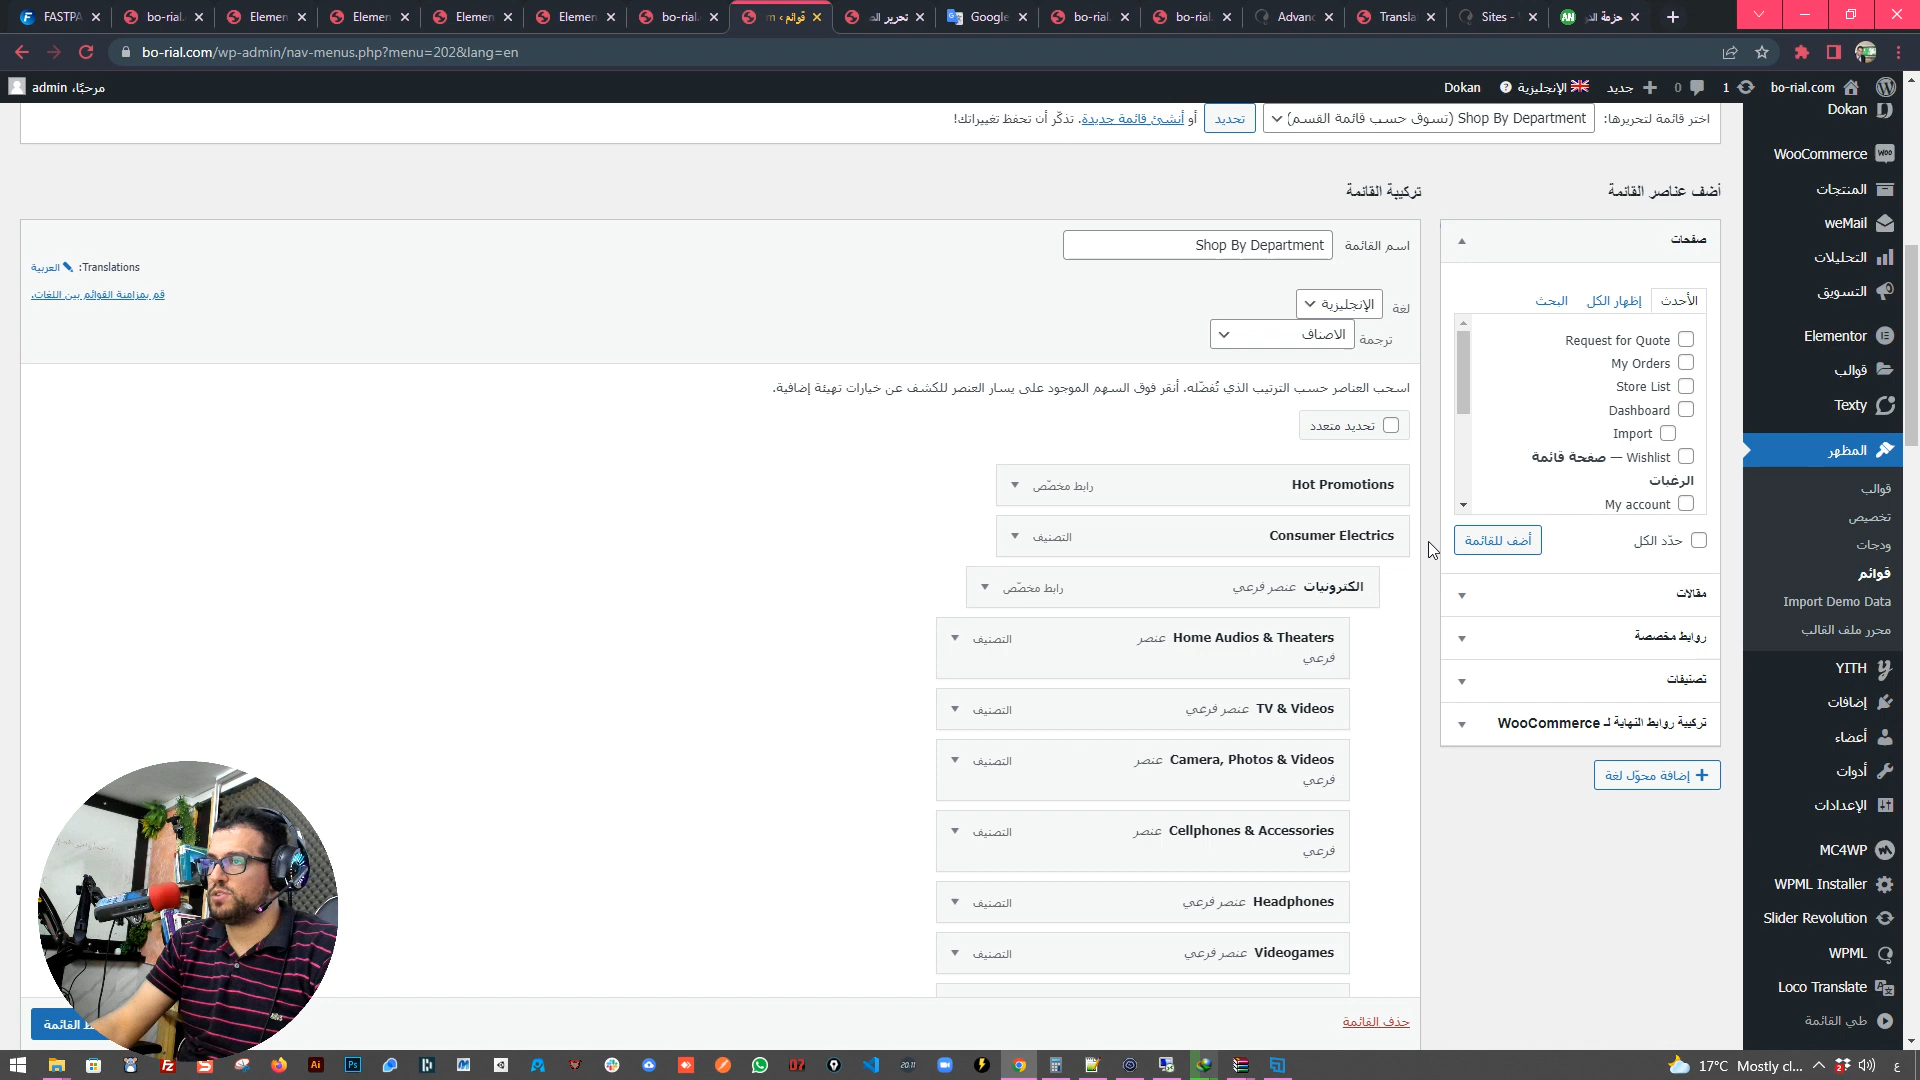 FASTPA
bo-rial.
Elemen
Elemen
Elemen
Elemen
bo-rial.
قوائم ‹ m
تحرير الص
Google
bo-rial.
bo-rial.
Advanc
Transla
Sites -
حزمة الد
bo-rial.com/wp-admin/nav-menus.php?menu=202&lang=en
bo-rial.com
1
0
جديد
الإنجليزية
Dokan
مرحبًا، admin
اختر قائمة لتحريرها:
Shop By Department (تسوق حسب قائمة القسم)
تحديد
أو أنشئ قائمة جديدة. تذكّر أن تحفظ تغييراتك!
أضف عناصر القائمة
صفحات
الأحدث
إظهار الكل
البحث
Request for Quote
My Orders
Store List
Dashboard
Import
Wishlist — صفحة قائمة
الرغبات
My account
حدّد الكل
أضف للقائمة
مقالات
روابط مخصصة
تصنيفات
تركيبة روابط النهاية لـ WooCommerce
إضافة محوّل لغة
تركيبة القائمة
اسم القائمة
Shop By Department
Translations:
العربية
قم بمزامنة القوائم بين اللغات.
لغة
الإنجليزية
ترجمة
الاصناف
اسحب العناصر حسب الترتيب الذي تُفضّله. أنقر فوق السهم الموجود على يسار العنصر للكشف عن خيارات تهيئة إضافية.
تحديد متعدد
Hot Promotions
رابط مخصّص
Consumer Electrics
التصنيف
الكترونيات عنصر فرعي
رابط مخصّص
Home Audios & Theaters عنصر
فرعي
التصنيف
TV & Videos عنصر فرعي
التصنيف
Camera, Photos & Videos عنصر
فرعي
التصنيف
Cellphones & Accessories عنصر
فرعي
التصنيف
Headphones عنصر فرعي
التصنيف
Videogames عنصر فرعي
التصنيف
حذف القائمة
القائمة
Dokan
WooCommerce
المنتجات
weMail
التحليلات
التسويق
Elementor
قوالب
Texty
المظهر
قوالب
تخصيص
ودجات
قوائم
Import Demo Data
محرر ملف القالب
YITH
إضافات
أعضاء
أدوات
الإعدادات
MC4WP
WPML Installer
Slider Revolution
WPML
Loco Translate
طي القائمة
17°C Mostly cl...
ع